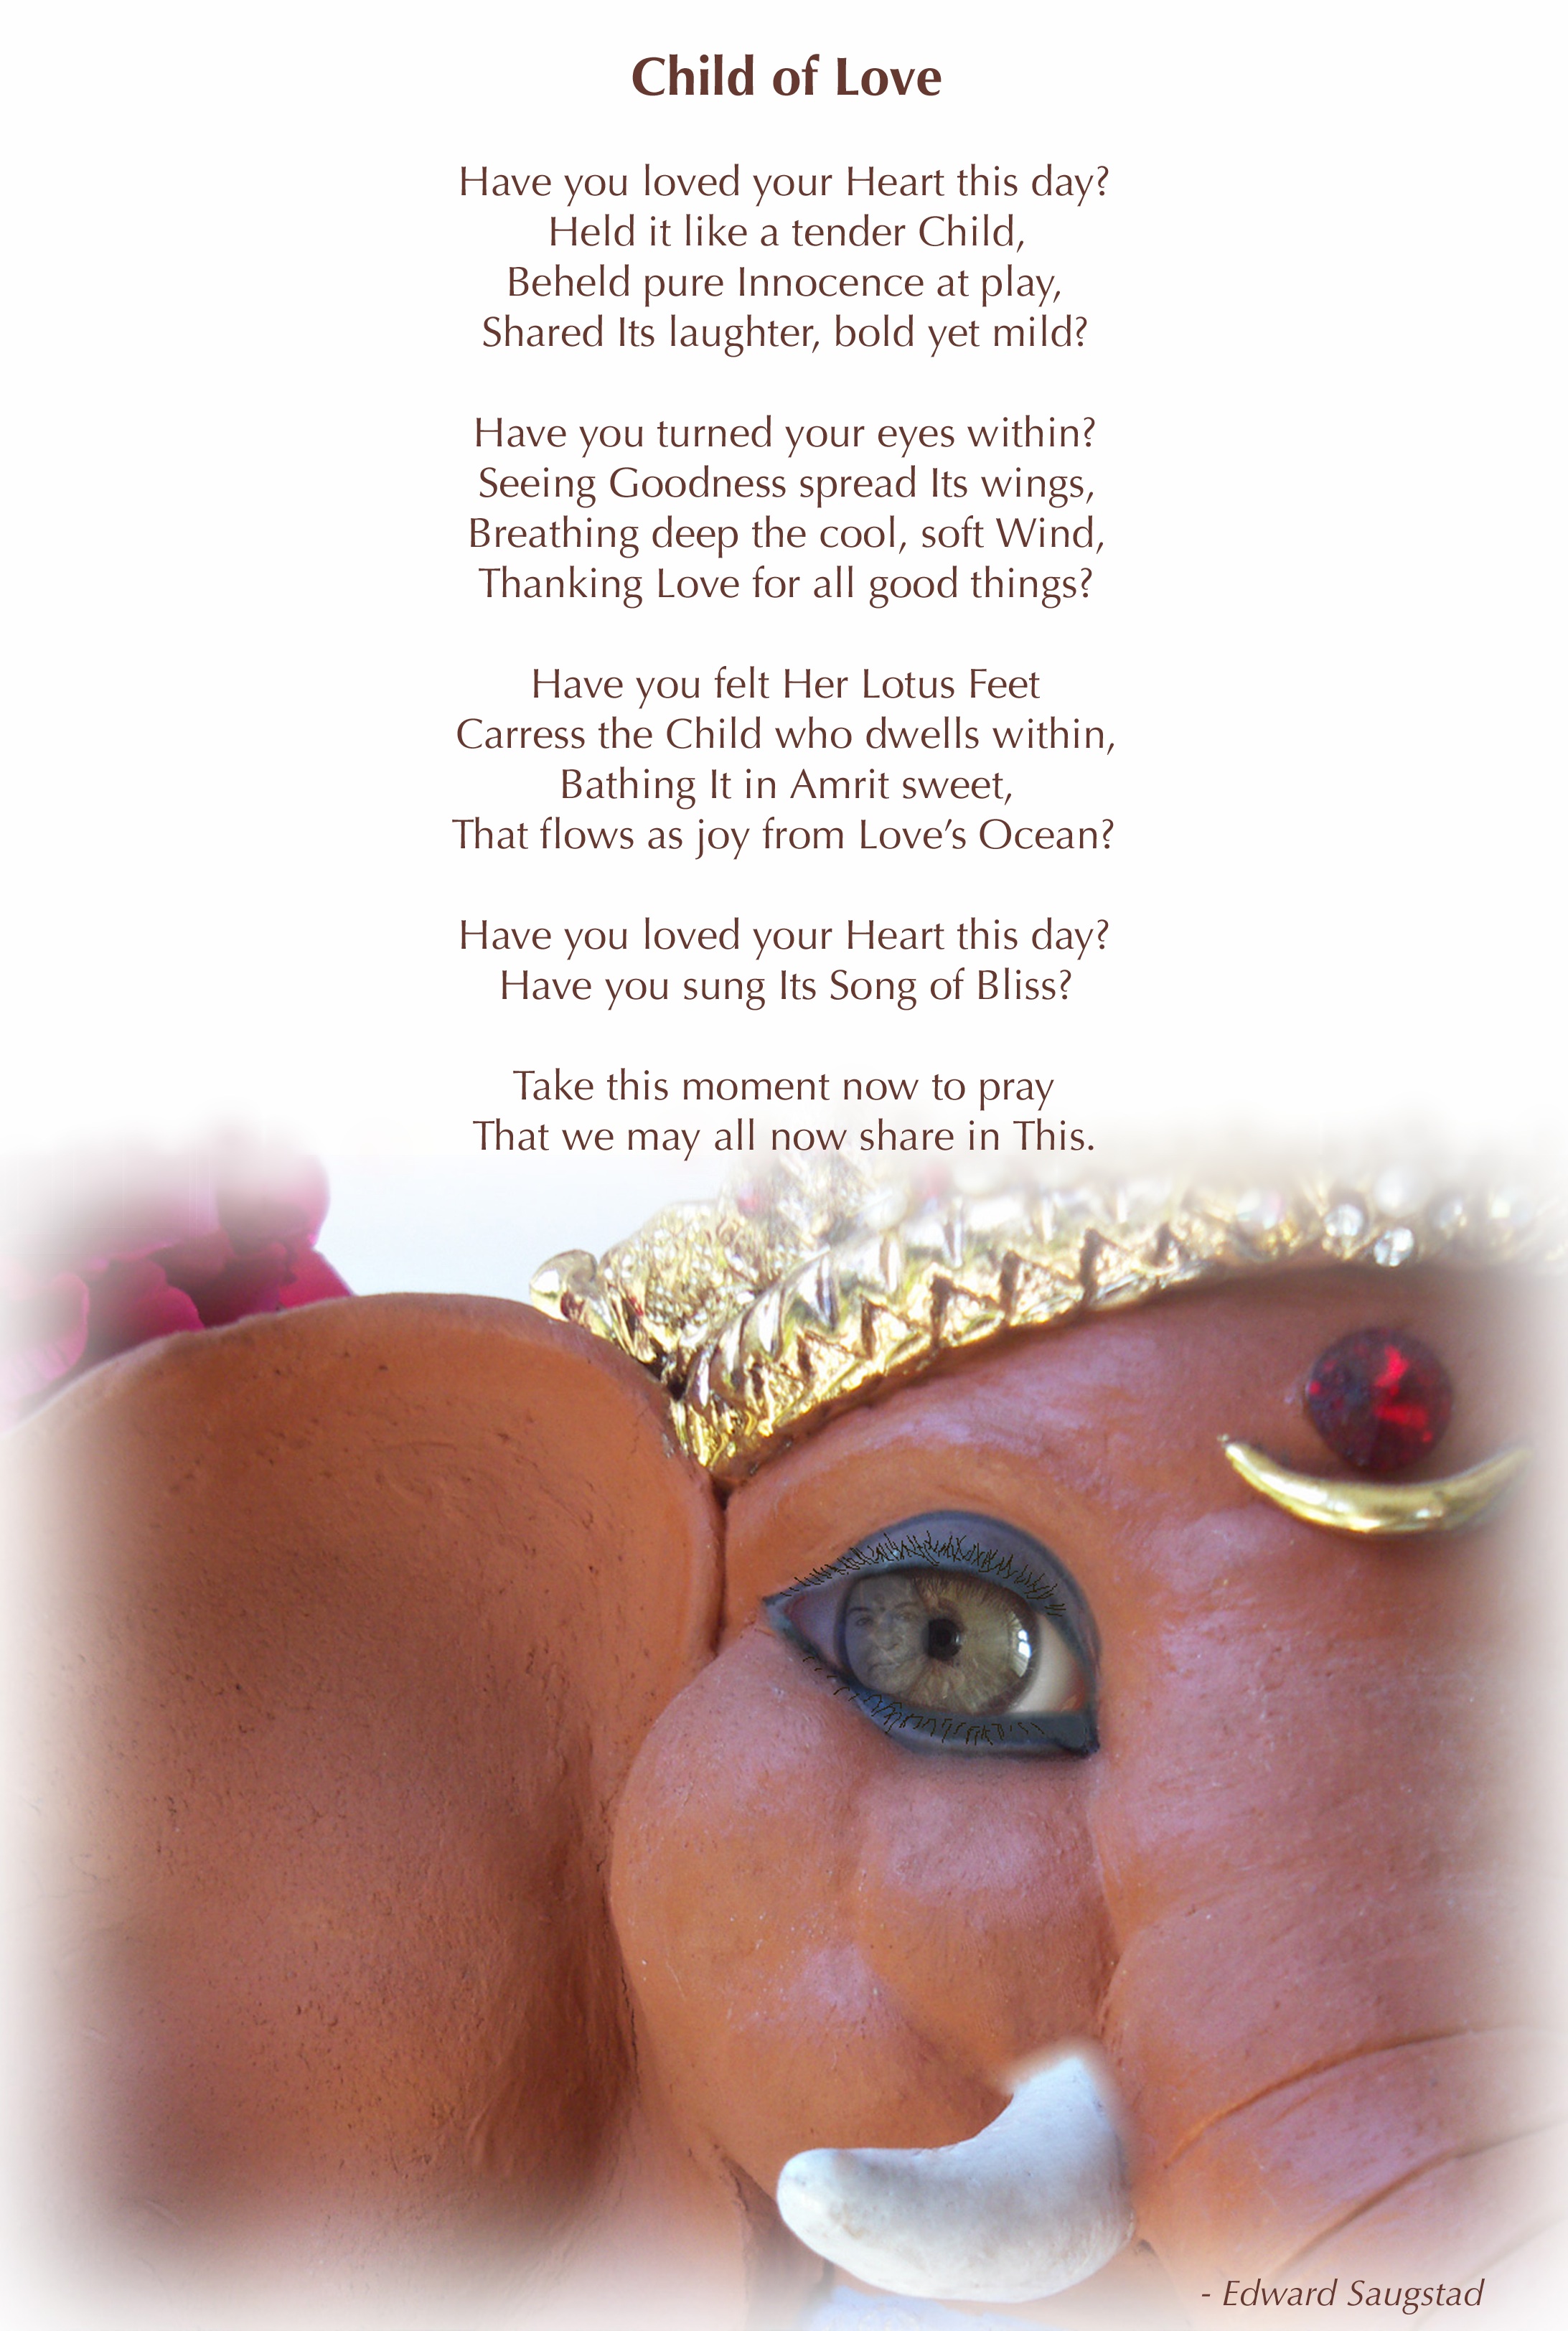 Child of Love
Have you loved your Heart this day?
Held it like a tender Child,
Beheld pure Innocence at play,
Shared Its laughter, bold yet mild?
Have you turned your eyes within?
Seeing Goodness spread Its wings,
Breathing deep the cool, soft Wind,
Thanking Love for all good things?
Have you felt Her Lotus Feet
Carress the Child who dwells within,
Bathing It in Amrit sweet,
That flows as joy from Love’s Ocean?
Have you loved your Heart this day?
Have you sung Its Song of Bliss?
Take this moment now to pray
That we may all now share in This.
- Edward Saugstad